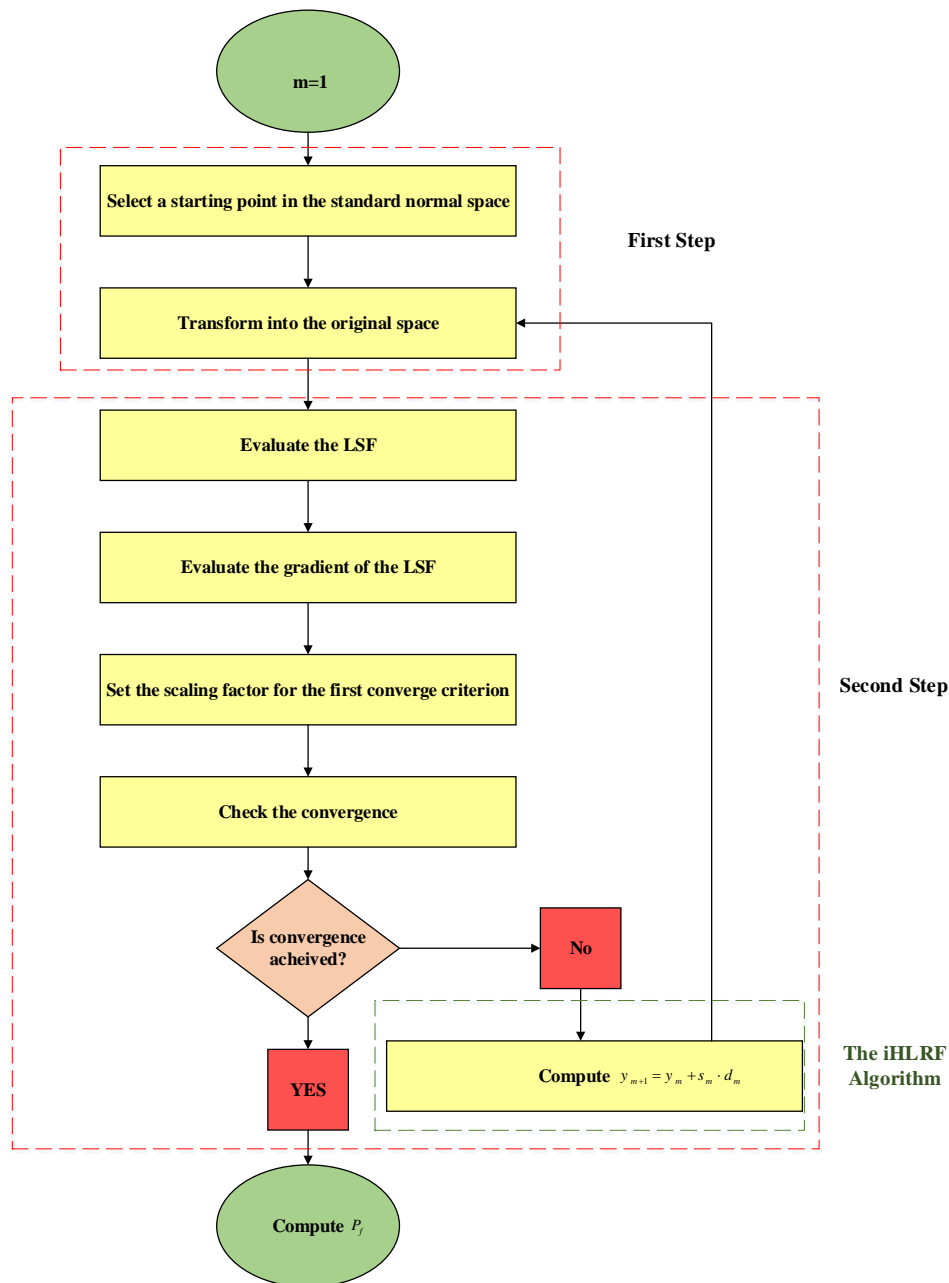 m=1
Select a starting point in the standard normal space
First Step
Transform into the original space
Evaluate the LSF
Evaluate the gradient of the LSF
Set the scaling factor for the first converge criterion
Second Step
Check the convergence
Is convergence
acheived?
No
YES
Compute y_{m+1} = y_m + s_m · d_m
The iHLRF
Algorithm
Compute P_f